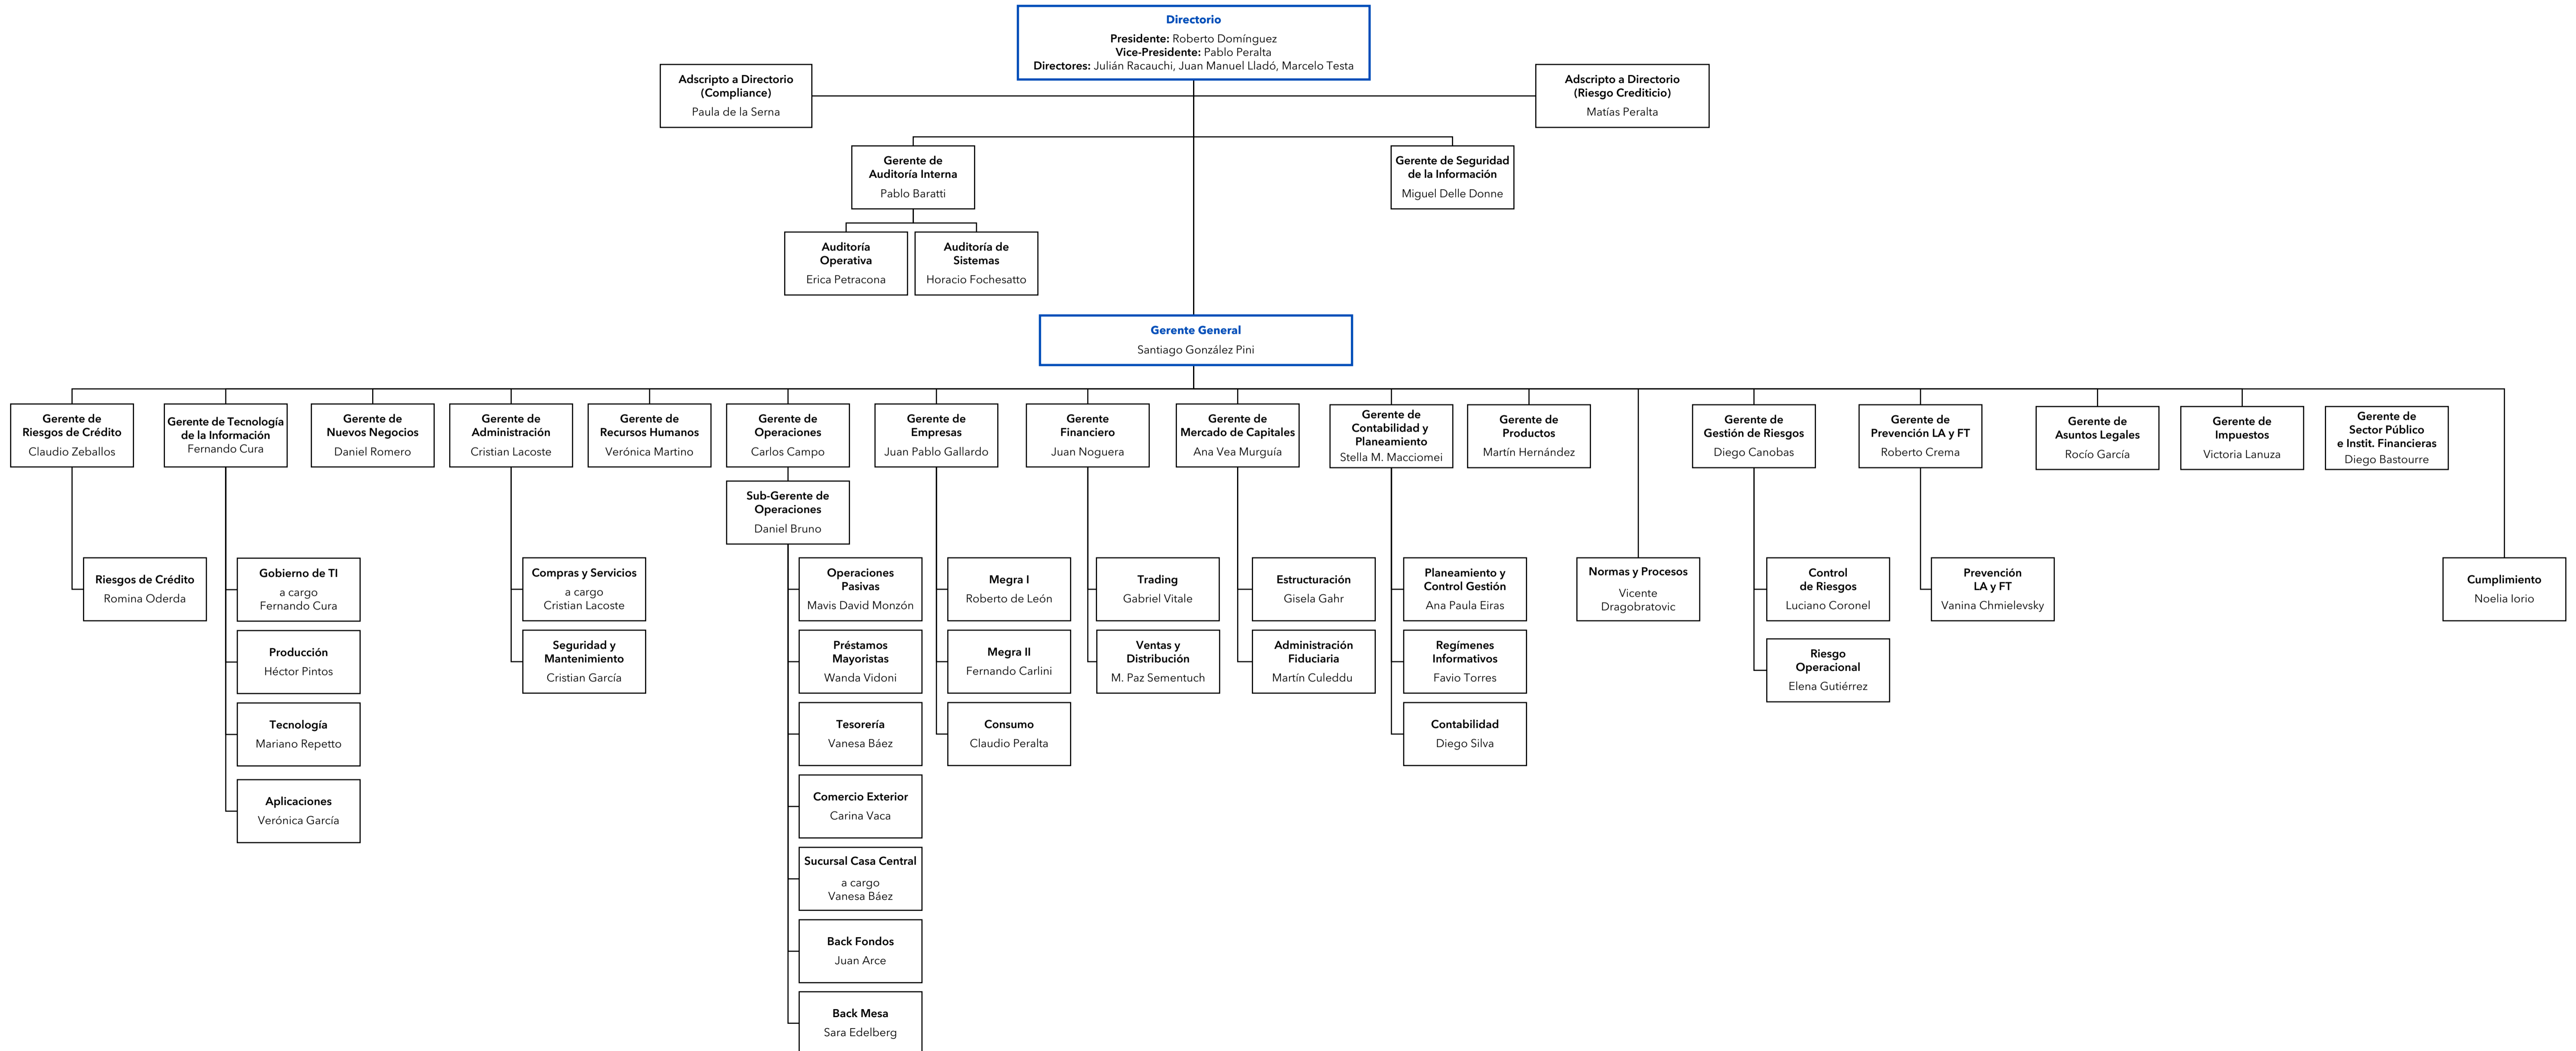 Directorio
Presidente: Roberto Domínguez
Vice-Presidente: Pablo Peralta
Directores: Julián Racauchi, Juan Manuel Lladó, Marcelo Testa
Adscripto a Directorio
(Compliance)
Paula de la Serna
Adscripto a Directorio
(Riesgo Crediticio)
Matías Peralta
Gerente de
Auditoría Interna
Pablo Baratti
Gerente de Seguridad
de la Información
Miguel Delle Donne
Auditoría
Operativa
Erica Petracona
Auditoría de
Sistemas
Horacio Fochesatto
Gerente General
Santiago González Pini
Gerente de
Riesgos de Crédito
Claudio Zeballos
Gerente de Tecnología
de la Información
Fernando Cura
Gerente de
Nuevos Negocios
Daniel Romero
Gerente de
Administración
Cristian Lacoste
Gerente de
Recursos Humanos
Verónica Martino
Gerente de
Operaciones
Carlos Campo
Gerente de
Empresas
Juan Pablo Gallardo
Gerente
Financiero
Juan Noguera
Gerente de
Mercado de Capitales
Ana Vea Murguía
Gerente de
Contabilidad y
Planeamiento
Stella M. Macciomei
Gerente de
Productos
Martín Hernández
Gerente de
Gestión de Riesgos
Diego Canobas
Gerente de
Prevención LA y FT
Roberto Crema
Gerente de
Asuntos Legales
Rocío García
Gerente de
Impuestos
Victoria Lanuza
Gerente de
Sector Público
e Instit. Financieras
Diego Bastourre
Sub-Gerente de
Operaciones
Daniel Bruno
Riesgos de Crédito
Romina Oderda
Gobierno de TI
a cargo
Fernando Cura
Compras y Servicios
a cargo
Cristian Lacoste
Operaciones
Pasivas
Mavis David Monzón
Megra I
Roberto de León
Trading
Gabriel Vitale
Estructuración
Gisela Gahr
Planeamiento y
Control Gestión
Ana Paula Eiras
Normas y Procesos
Vicente
Dragobratovic
Control
de Riesgos
Luciano Coronel
Prevención
LA y FT
Vanina Chmielevsky
Cumplimiento
Noelia Iorio
Producción
Héctor Pintos
Seguridad y
Mantenimiento
Cristian García
Préstamos
Mayoristas
Wanda Vidoni
Megra II
Fernando Carlini
Ventas y
Distribución
M. Paz Sementuch
Administración
Fiduciaria
Martín Culeddu
Regímenes
Informativos
Favio Torres
Riesgo
Operacional
Elena Gutiérrez
Tecnología
Mariano Repetto
Tesorería
Vanesa Báez
Consumo
Claudio Peralta
Contabilidad
Diego Silva
Aplicaciones
Verónica García
Comercio Exterior
Carina Vaca
Sucursal Casa Central
a cargo
Vanesa Báez
Back Fondos
Juan Arce
Back Mesa
Sara Edelberg